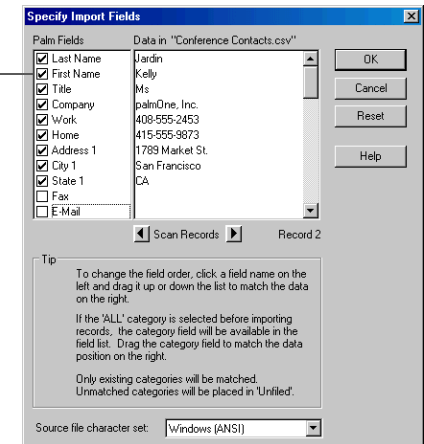 Specify Import Fields
Palm Fields Data in "Conference Contacts.csv"
Last Name Jardin
First Name Kelly
Title Ms
Company palmOne, Inc.
Work 408-555-2453
Home 415-555-9873
Address 1 1789 Market St.
City 1 San Francisco
State 1 CA
Fax
E-Mail
OK
Cancel
Reset
Help
Scan Records Record 2
Tip
To change the field order, click a field name on the
left and drag it up or down the list to match the data
on the right.
If the 'ALL' category is selected before importing
records, the category field will be available in the
field list. Drag the category field to match the data
position on the right.
Only existing categories will be matched.
Unmatched categories will be placed in 'Unfiled'.
Source file character set: Windows (ANSI)